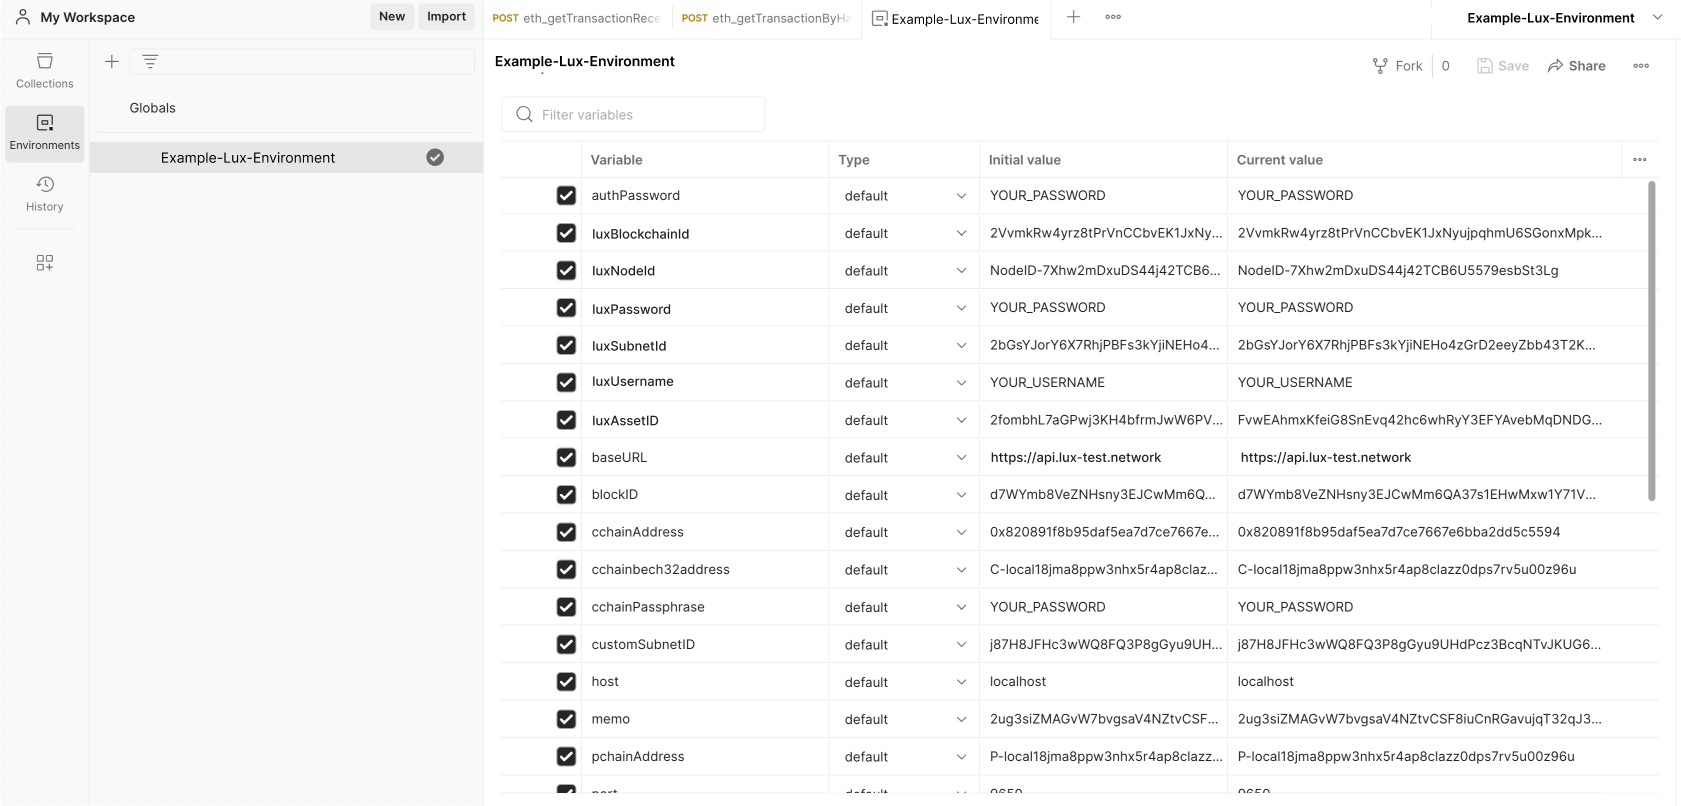 My Workspace New Import POST eth_getTransactionRece POST eth_getTransactionByHa Example-Lux-Environme Example-Lux-Environment
Collections
Environments
History
Globals
Example-Lux-Environment
Example-Lux-Environment
Fork 0 Save Share
Filter variables
Variable Type Initial value Current value
authPassword default YOUR_PASSWORD YOUR_PASSWORD
luxBlockchainId default 2VvmkRw4yrz8tPrVnCCbvEK1JxNy... 2VvmkRw4yrz8tPrVnCCbvEK1JxNyujpqhmU6SGonxMpk...
luxNodeId default NodeID-7Xhw2mDxuDS44j42TCB6... NodeID-7Xhw2mDxuDS44j42TCB6U5579esbSt3Lg
luxPassword default YOUR_PASSWORD YOUR_PASSWORD
luxSubnetId default 2bGsYJorY6X7RhjPBFs3kYjiNEHo4... 2bGsYJorY6X7RhjPBFs3kYjiNEHo4zGrD2eeyZbb43T2K...
luxUsername default YOUR_USERNAME YOUR_USERNAME
luxAssetID default 2fombhL7aGPwj3KH4bfrmJwW6PV... FvwEAhmxKfeiG8SnEvq42hc6whRyY3EFYAvebMqDNDG...
baseURL default https://api.lux-test.network https://api.lux-test.network
blockID default d7WYmb8VeZNHsny3EJCwMm6Q... d7WYmb8VeZNHsny3EJCwMm6QA37s1EHwMxw1Y71V...
cchainAddress default 0x820891f8b95daf5ea7d7ce7667e... 0x820891f8b95daf5ea7d7ce7667e6bba2dd5c5594
cchainbech32address default C-local18jma8ppw3nhx5r4ap8claz... C-local18jma8ppw3nhx5r4ap8clazz0dps7rv5u00z96u
cchainPassphrase default YOUR_PASSWORD YOUR_PASSWORD
customSubnetID default j87H8JFHc3wWQ8FQ3P8gGyu9UH... j87H8JFHc3wWQ8FQ3P8gGyu9UHdPcz3BcqNTvJKUG6...
host default localhost localhost
memo default 2ug3siZMAGvW7bvgsaV4NZtvCSF... 2ug3siZMAGvW7bvgsaV4NZtvCSF8iuCnRGavujqT32qJ3...
pchainAddress default P-local18jma8ppw3nhx5r4ap8clazz... P-local18jma8ppw3nhx5r4ap8clazz0dps7rv5u00z96u
port default 9650 9650